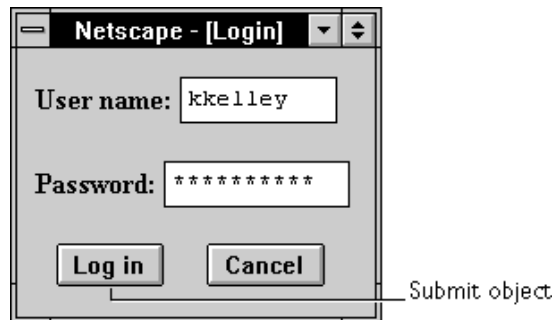 Netscape - [Login]
User name: kkelley
Password: **********
Log in Cancel
Submit object